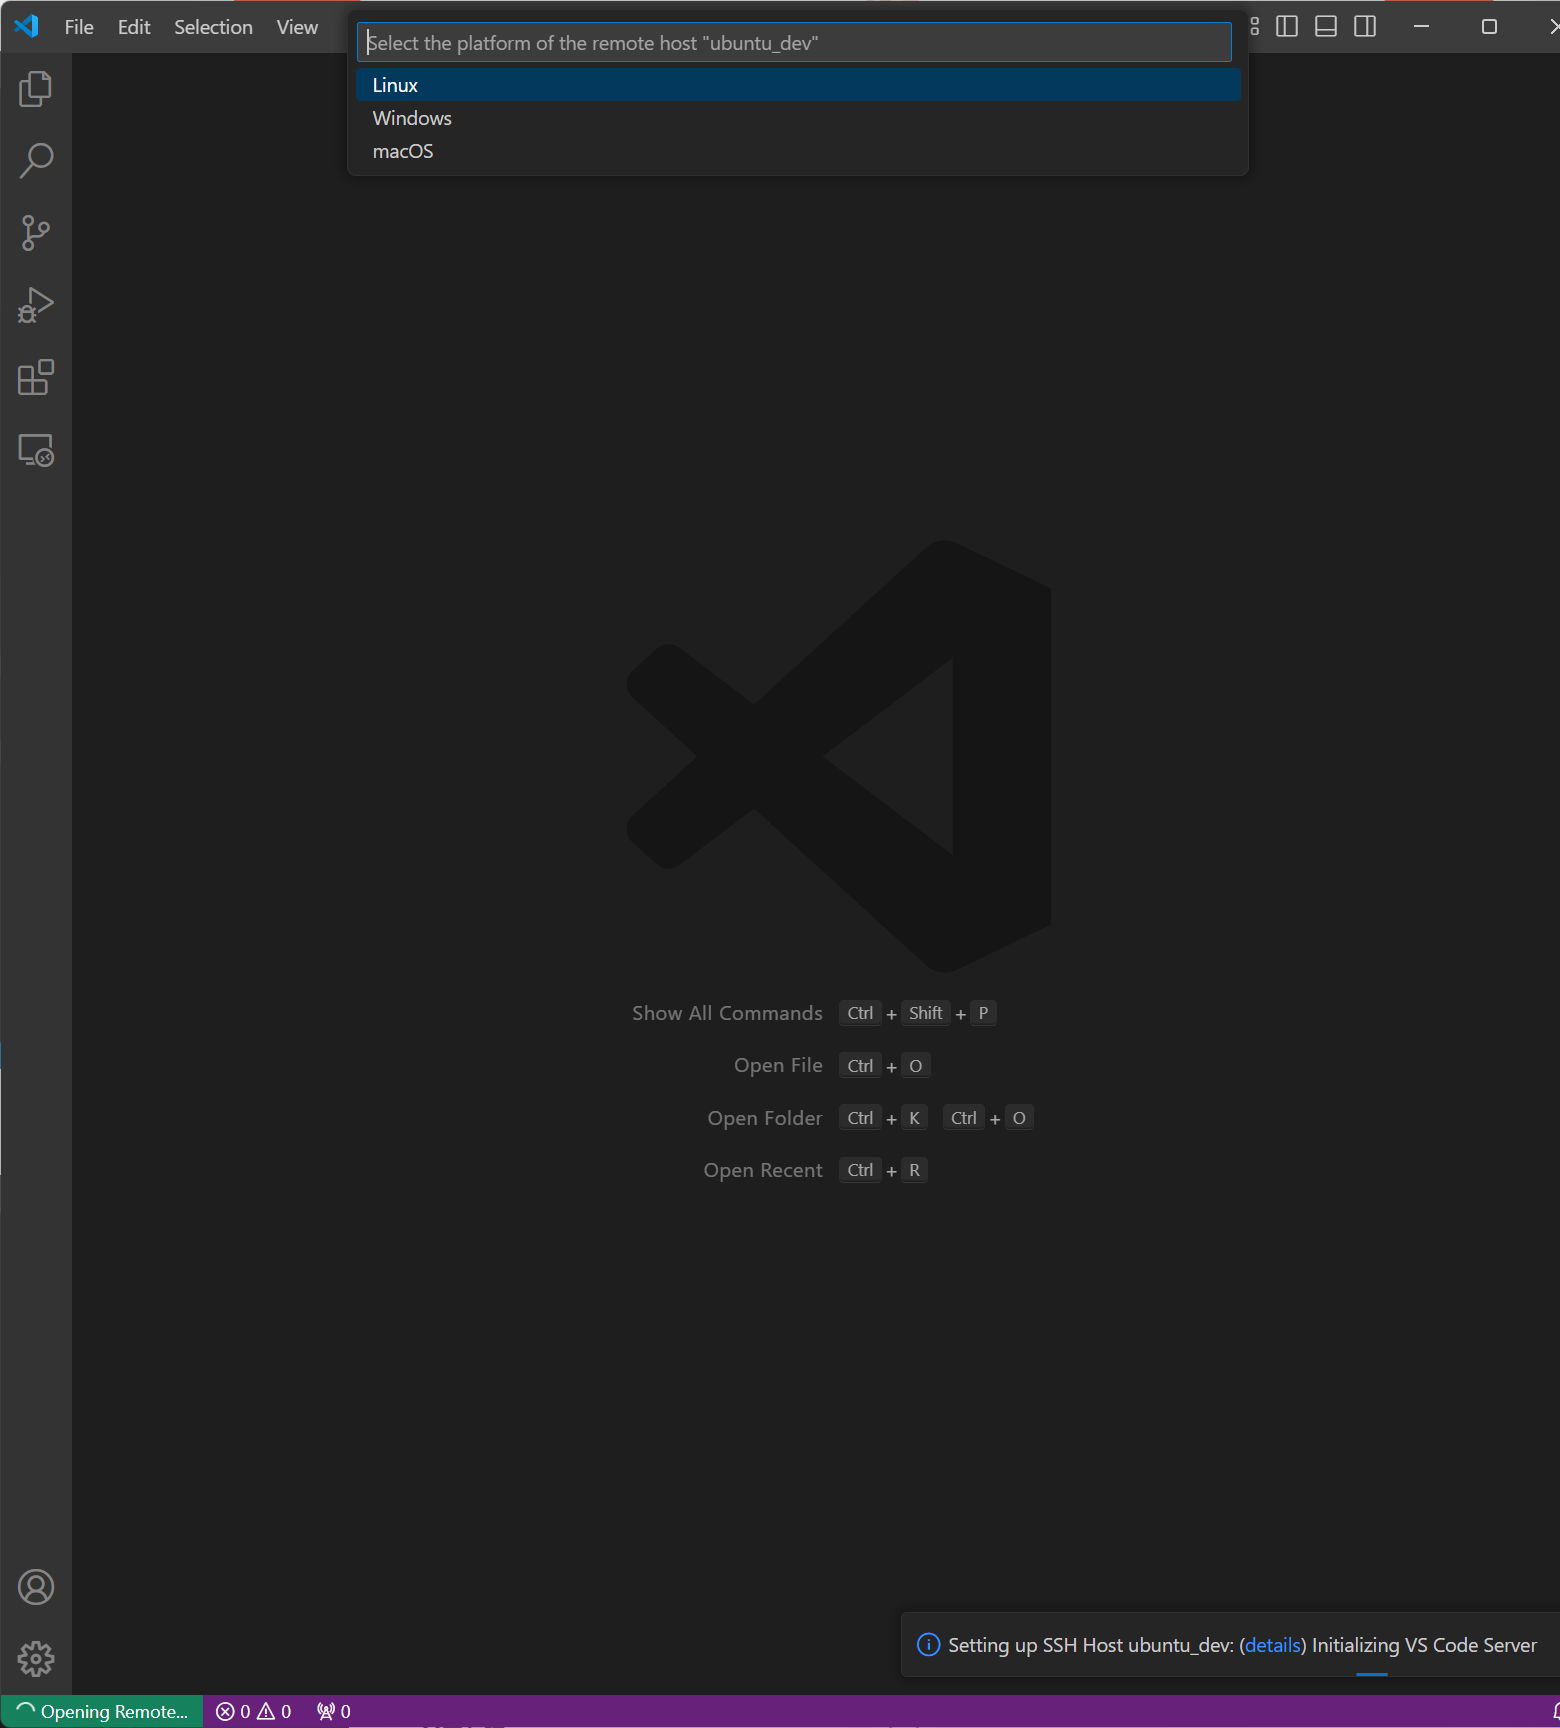 File Edit Selection View
Select the platform of the remote host "ubuntu_dev"
Linux
Windows
macOS
Show All Commands Ctrl + Shift + P
Open File Ctrl + O
Open Folder Ctrl + K Ctrl + O
Open Recent Ctrl + R
Setting up SSH Host ubuntu_dev: (details) Initializing VS Code Server
Opening Remote... 0 0 0